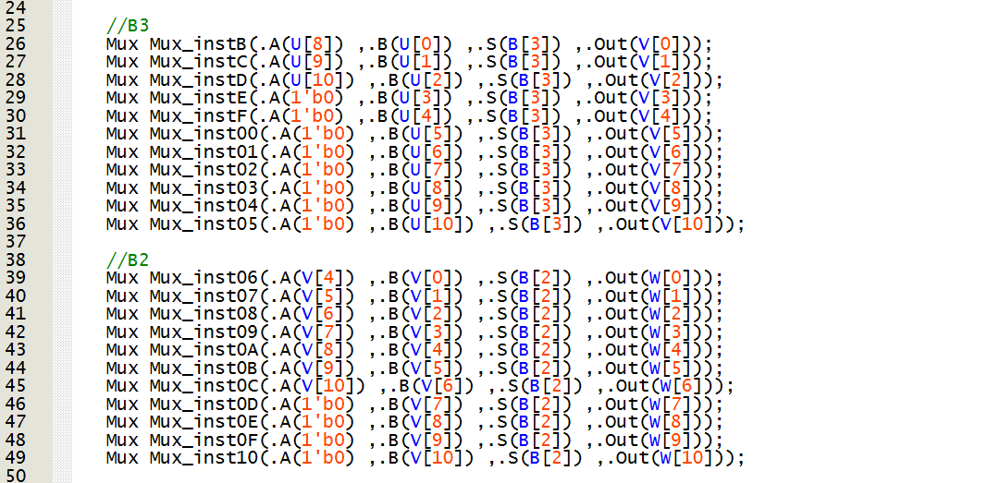 24
25 //B3
26 Mux Mux_instB(.A(U[8]) ,.B(U[0]) ,.S(B[3]) ,.Out(V[0]));
27 Mux Mux_instC(.A(U[9]) ,.B(U[1]) ,.S(B[3]) ,.Out(V[1]));
28 Mux Mux_instD(.A(U[10]) ,.B(U[2]) ,.S(B[3]) ,.Out(V[2]));
29 Mux Mux_instE(.A(1'b0) ,.B(U[3]) ,.S(B[3]) ,.Out(V[3]));
30 Mux Mux_instF(.A(1'b0) ,.B(U[4]) ,.S(B[3]) ,.Out(V[4]));
31 Mux Mux_inst00(.A(1'b0) ,.B(U[5]) ,.S(B[3]) ,.Out(V[5]));
32 Mux Mux_inst01(.A(1'b0) ,.B(U[6]) ,.S(B[3]) ,.Out(V[6]));
33 Mux Mux_inst02(.A(1'b0) ,.B(U[7]) ,.S(B[3]) ,.Out(V[7]));
34 Mux Mux_inst03(.A(1'b0) ,.B(U[8]) ,.S(B[3]) ,.Out(V[8]));
35 Mux Mux_inst04(.A(1'b0) ,.B(U[9]) ,.S(B[3]) ,.Out(V[9]));
36 Mux Mux_inst05(.A(1'b0) ,.B(U[10]) ,.S(B[3]) ,.Out(V[10]));
37
38 //B2
39 Mux Mux_inst06(.A(V[4]) ,.B(V[0]) ,.S(B[2]) ,.Out(W[0]));
40 Mux Mux_inst07(.A(V[5]) ,.B(V[1]) ,.S(B[2]) ,.Out(W[1]));
41 Mux Mux_inst08(.A(V[6]) ,.B(V[2]) ,.S(B[2]) ,.Out(W[2]));
42 Mux Mux_inst09(.A(V[7]) ,.B(V[3]) ,.S(B[2]) ,.Out(W[3]));
43 Mux Mux_inst0A(.A(V[8]) ,.B(V[4]) ,.S(B[2]) ,.Out(W[4]));
44 Mux Mux_inst0B(.A(V[9]) ,.B(V[5]) ,.S(B[2]) ,.Out(W[5]));
45 Mux Mux_inst0C(.A(V[10]) ,.B(V[6]) ,.S(B[2]) ,.Out(W[6]));
46 Mux Mux_inst0D(.A(1'b0) ,.B(V[7]) ,.S(B[2]) ,.Out(W[7]));
47 Mux Mux_inst0E(.A(1'b0) ,.B(V[8]) ,.S(B[2]) ,.Out(W[8]));
48 Mux Mux_inst0F(.A(1'b0) ,.B(V[9]) ,.S(B[2]) ,.Out(W[9]));
49 Mux Mux_inst10(.A(1'b0) ,.B(V[10]) ,.S(B[2]) ,.Out(W[10]));
50